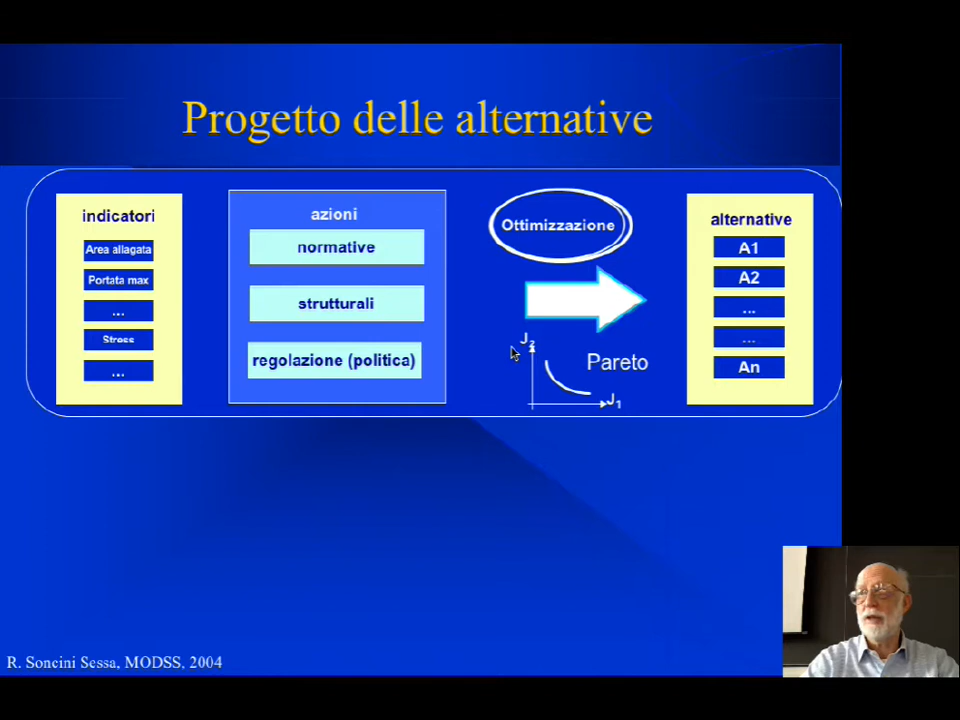 Progetto delle alternative
indicatori
Area allagata
Portata max
...
Stress
...
azioni
normative
strutturali
regolazione (politica)
Ottimizzazione
J2
Pareto
J1
alternative
A1
A2
...
...
An
R. Soncini Sessa, MODSS, 2004